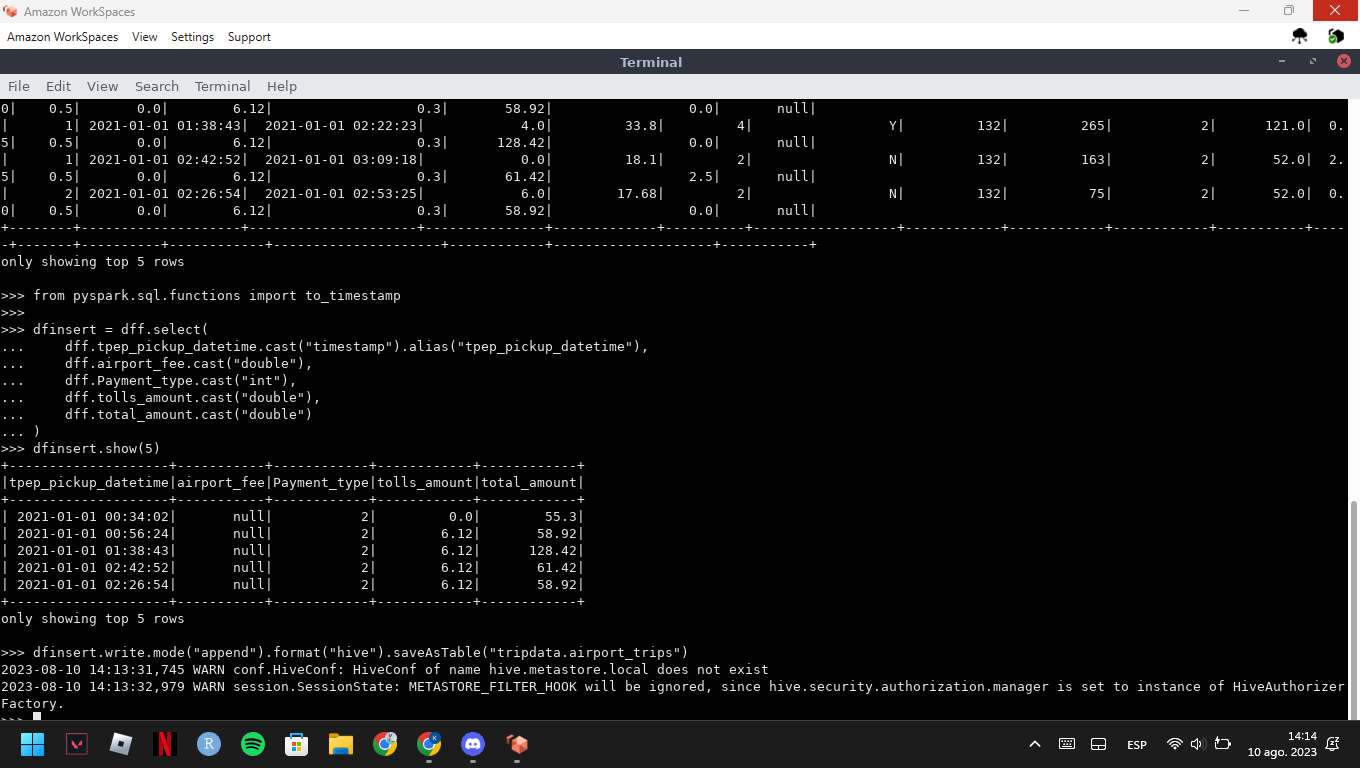 Amazon WorkSpaces
Amazon WorkSpaces View Settings Support
Terminal
File Edit View Search Terminal Help
0|    0.5|       0.0|        6.12|                  0.3|       58.92|                 0.0|       null|
|       1| 2021-01-01 01:38:43|  2021-01-01 02:22:23|            4.0|         33.8|         4|                 Y|         132|         265|           2|      121.0|  0.
5|    0.5|       0.0|        6.12|                  0.3|      128.42|                 0.0|       null|
|       1| 2021-01-01 02:42:52|  2021-01-01 03:09:18|            0.0|         18.1|         2|                 N|         132|         163|           2|       52.0|  2.
5|    0.5|       0.0|        6.12|                  0.3|       61.42|                 2.5|       null|
|       2| 2021-01-01 02:26:54|  2021-01-01 02:53:25|            6.0|        17.68|         2|                 N|         132|          75|           2|       52.0|  0.
0|    0.5|       0.0|        6.12|                  0.3|       58.92|                 0.0|       null|
+--------+--------------------+---------------------+---------------+-------------+----------+------------------+------------+------------+------------+-----------+----
-+-------+----------+------------+---------------------+------------+--------------------+-----------+
only showing top 5 rows
>>> from pyspark.sql.functions import to_timestamp
>>>
>>> dfinsert = dff.select(
...     dff.tpep_pickup_datetime.cast("timestamp").alias("tpep_pickup_datetime"),
...     dff.airport_fee.cast("double"),
...     dff.Payment_type.cast("int"),
...     dff.tolls_amount.cast("double"),
...     dff.total_amount.cast("double")
... )
>>> dfinsert.show(5)
+--------------------+-----------+------------+------------+------------+
|tpep_pickup_datetime|airport_fee|Payment_type|tolls_amount|total_amount|
+--------------------+-----------+------------+------------+------------+
| 2021-01-01 00:34:02|       null|           2|         0.0|        55.3|
| 2021-01-01 00:56:24|       null|           2|        6.12|       58.92|
| 2021-01-01 01:38:43|       null|           2|        6.12|      128.42|
| 2021-01-01 02:42:52|       null|           2|        6.12|       61.42|
| 2021-01-01 02:26:54|       null|           2|        6.12|       58.92|
+--------------------+-----------+------------+------------+------------+
only showing top 5 rows
>>> dfinsert.write.mode("append").format("hive").saveAsTable("tripdata.airport_trips")
2023-08-10 14:13:31,745 WARN conf.HiveConf: HiveConf of name hive.metastore.local does not exist
2023-08-10 14:13:32,979 WARN session.SessionState: METASTORE_FILTER_HOOK will be ignored, since hive.security.authorization.manager is set to instance of HiveAuthorizer
Factory.
>>>
R
K
ESP
14:14
10 ago. 2023